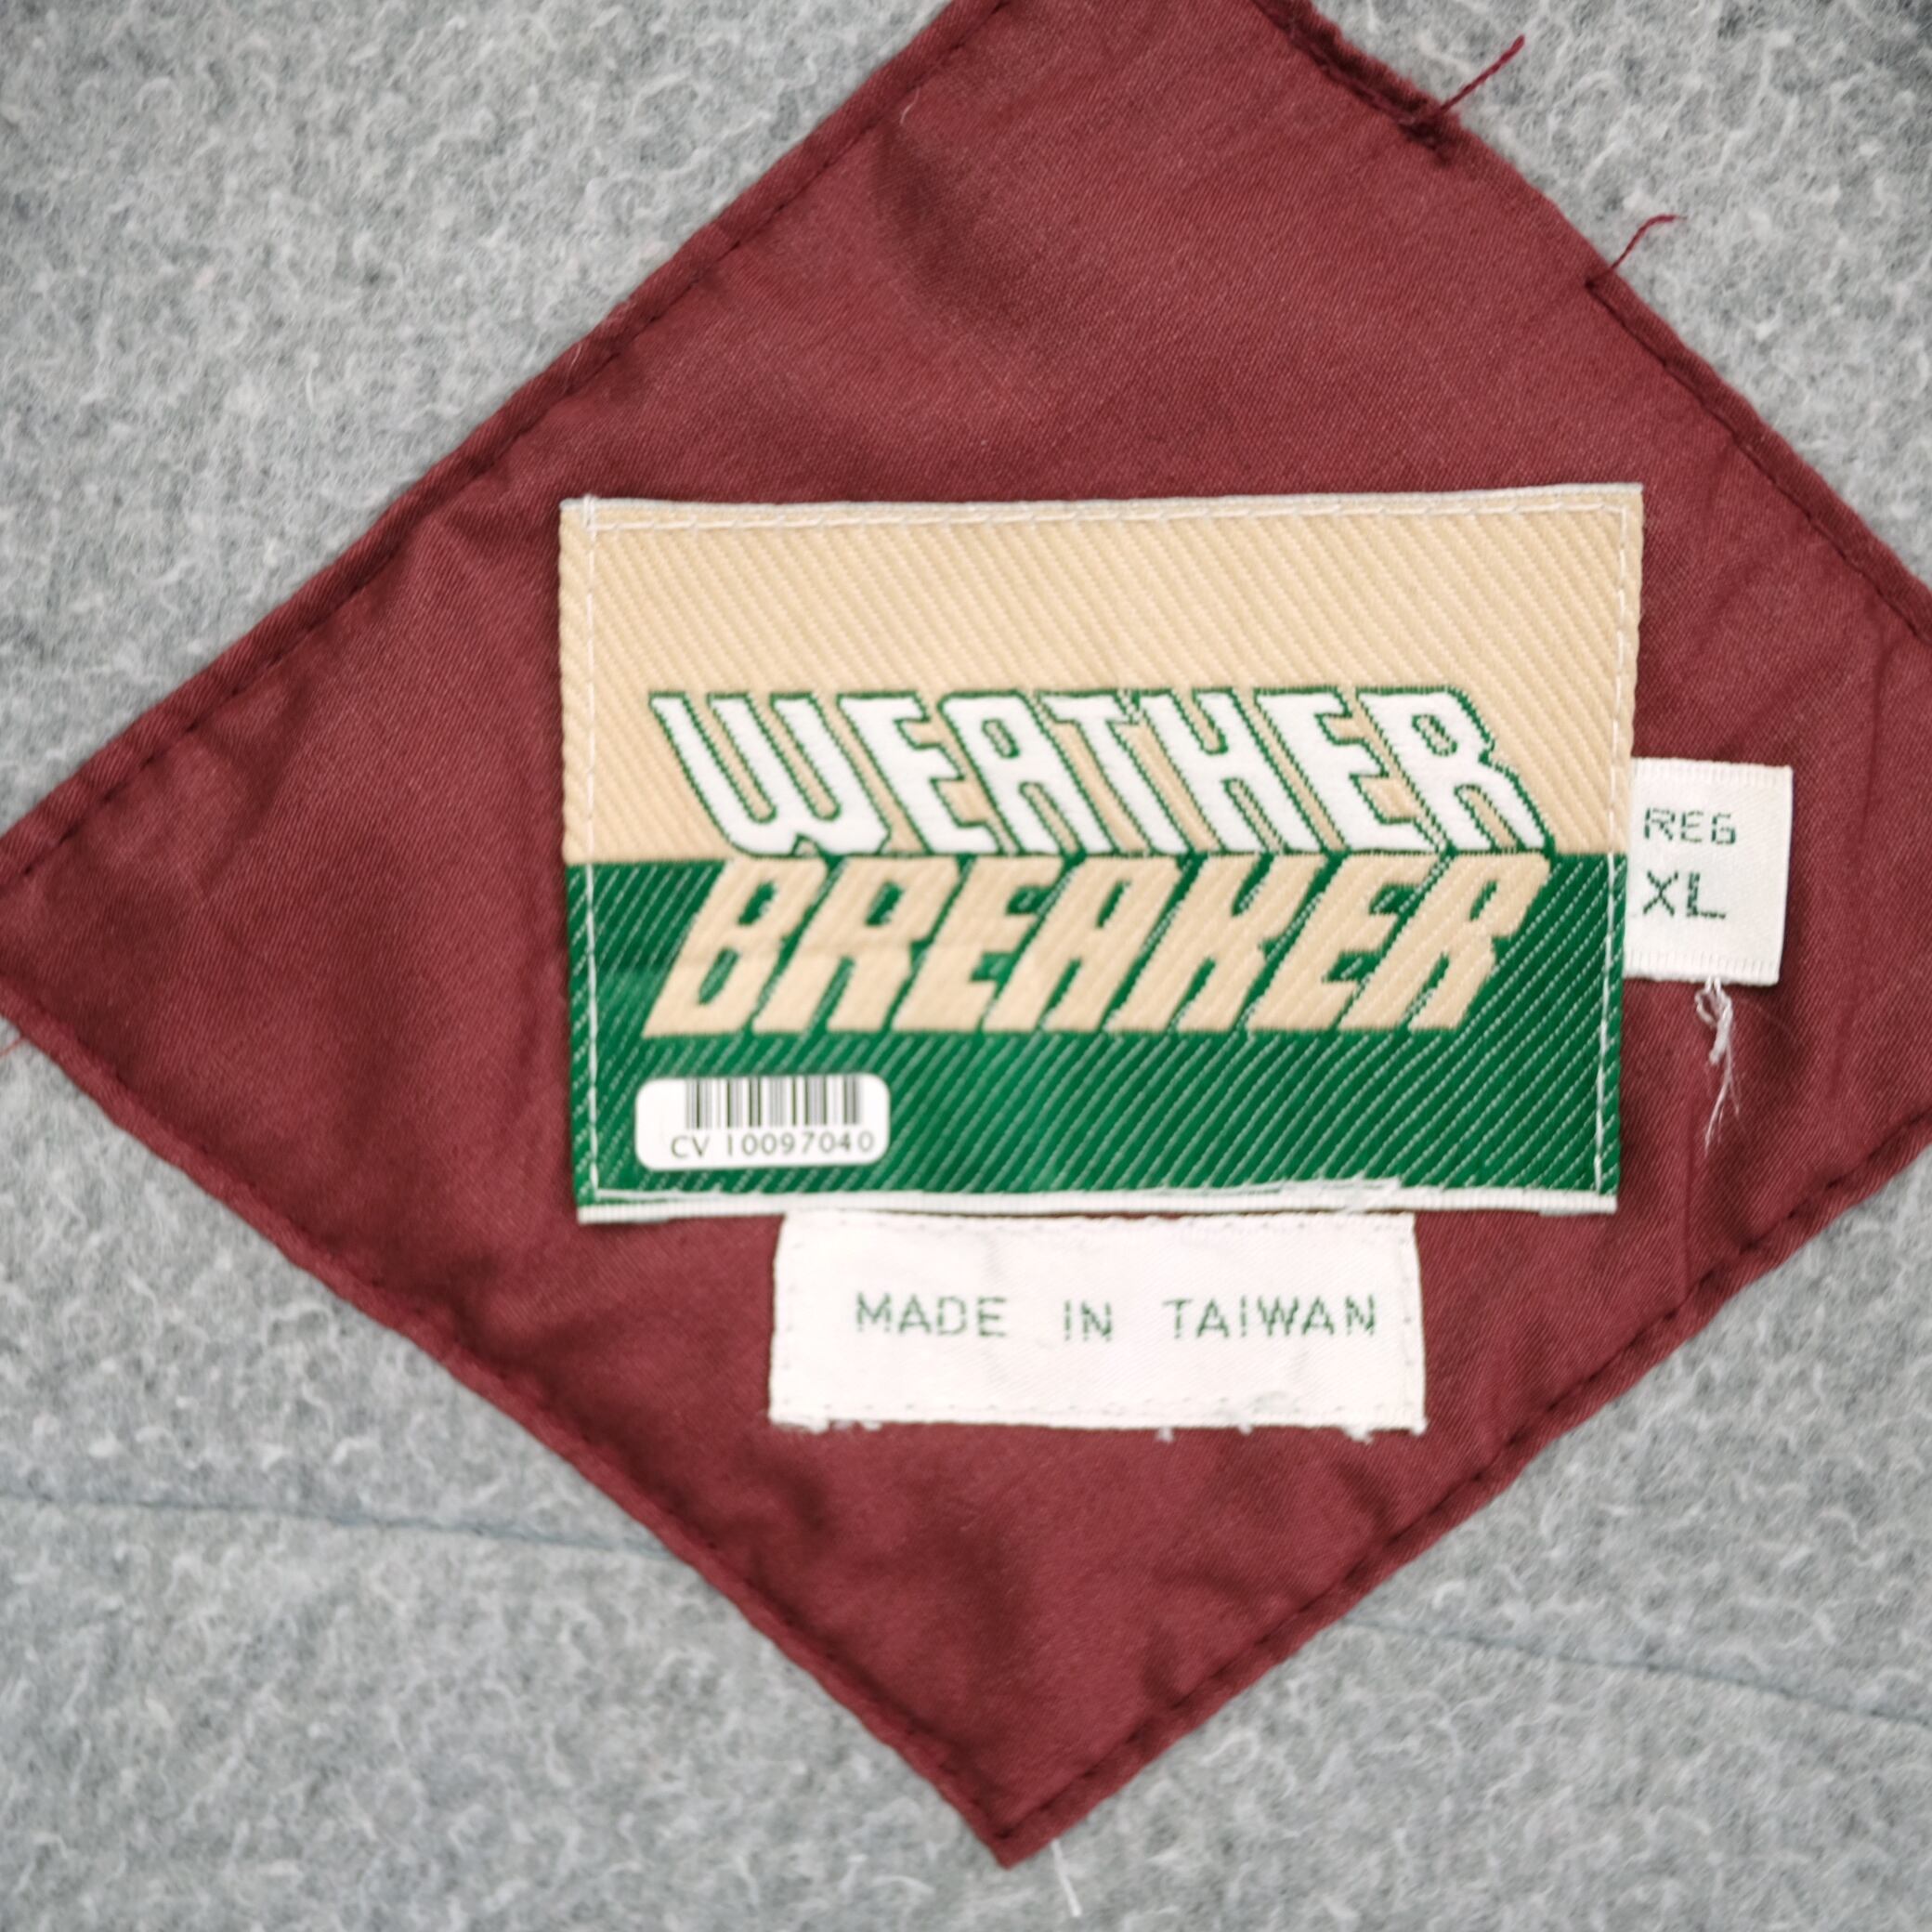 WEATHER
BREAKER
REG
XL
CV 10097040
MADE IN TAIWAN